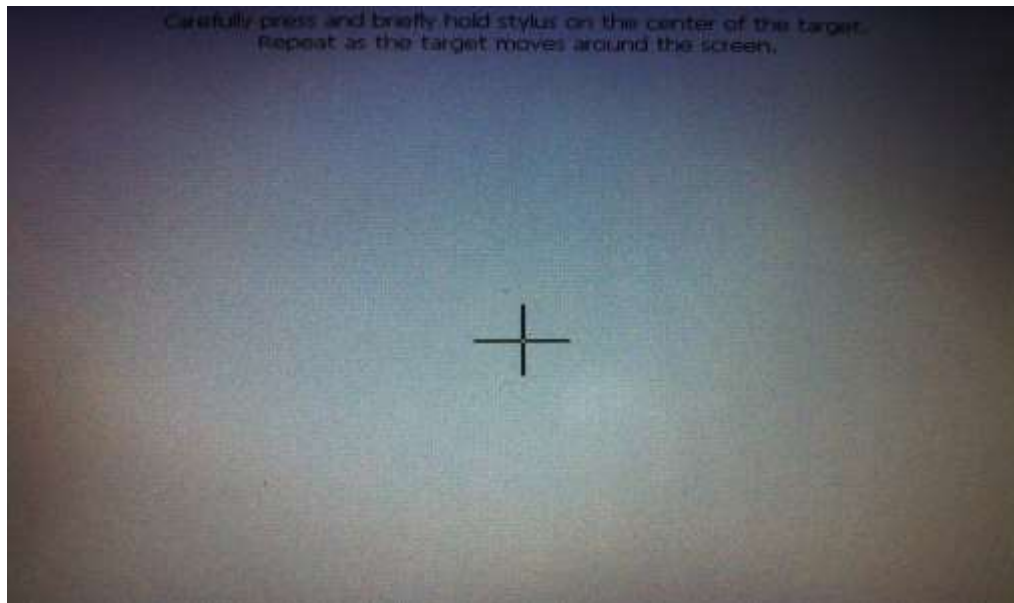 Carefully press and briefly hold stylus on the center of the target.
Repeat as the target moves around the screen.